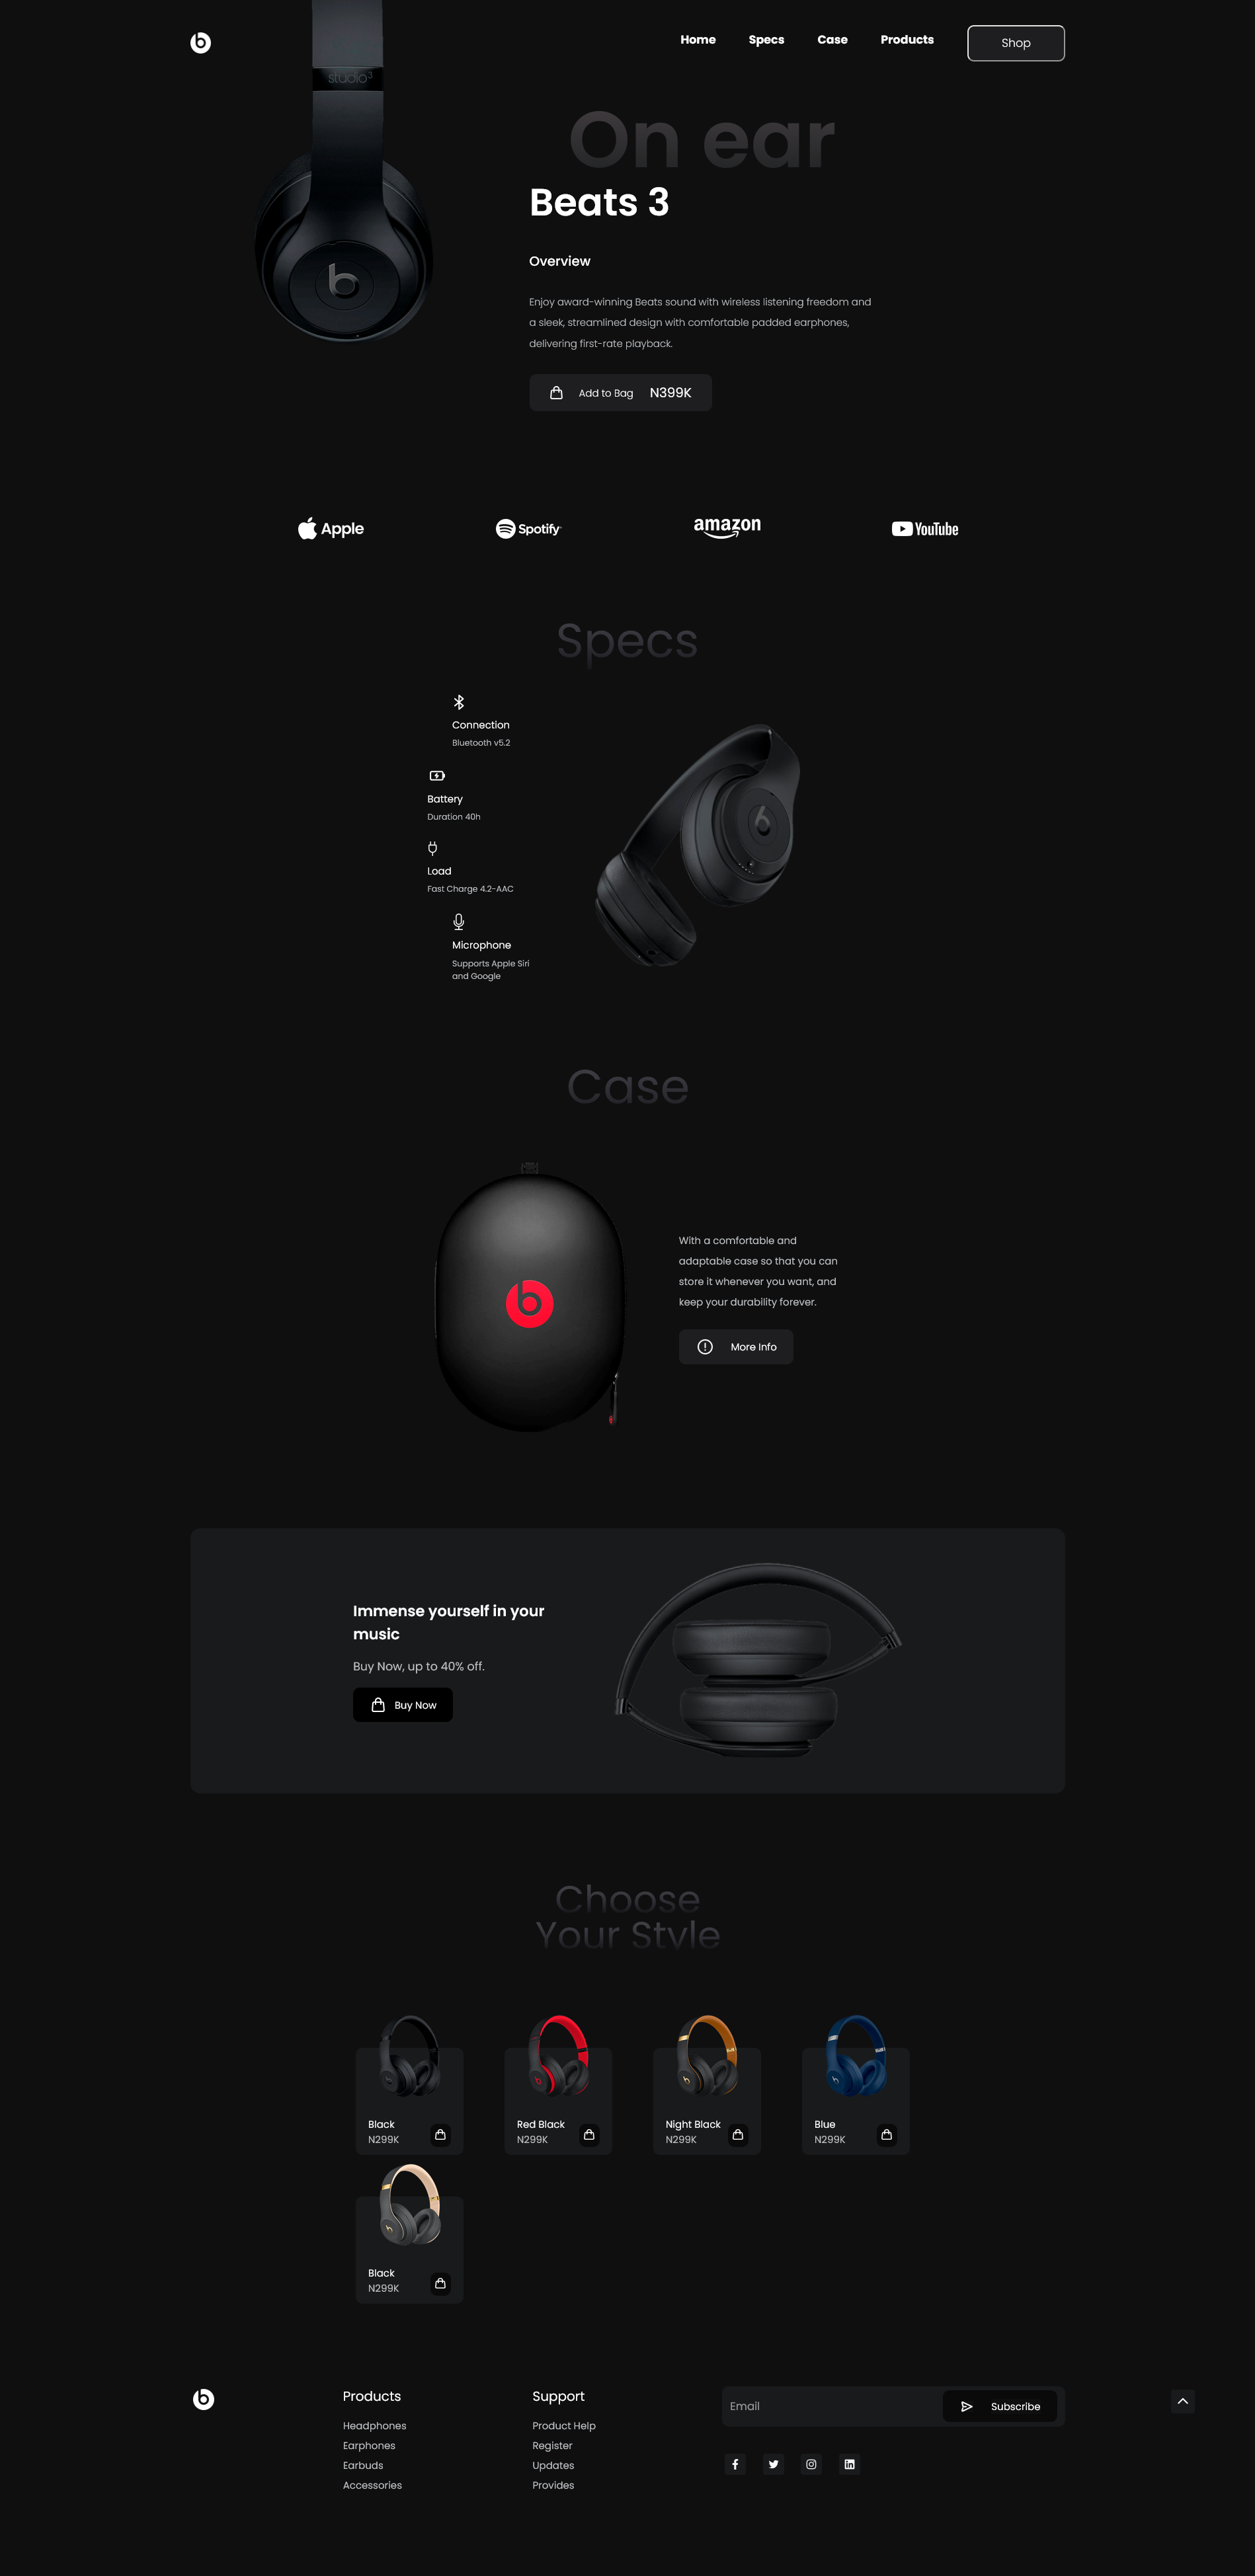 Home Specs Case Products Shop
studio3
On ear
Beats 3
Overview
Enjoy award-winning Beats sound with wireless listening freedom and
a sleek, streamlined design with comfortable padded earphones,
delivering first-rate playback.
Add to Bag N399K
Apple Spotify amazon YouTube
Specs
Connection
Bluetooth v5.2
Battery
Duration 40h
Load
Fast Charge 4.2-AAC
Microphone
Supports Apple Siri
and Google
Case
With a comfortable and
adaptable case so that you can
store it whenever you want, and
keep your durability forever.
More Info
Immense yourself in your
music
Buy Now, up to 40% off.
Buy Now
Choose
Your Style
Black
N299K
Red Black
N299K
Night Black
N299K
Blue
N299K
Black
N299K
Products
Headphones
Earphones
Earbuds
Accessories
Support
Product Help
Register
Updates
Provides
Email Subscribe